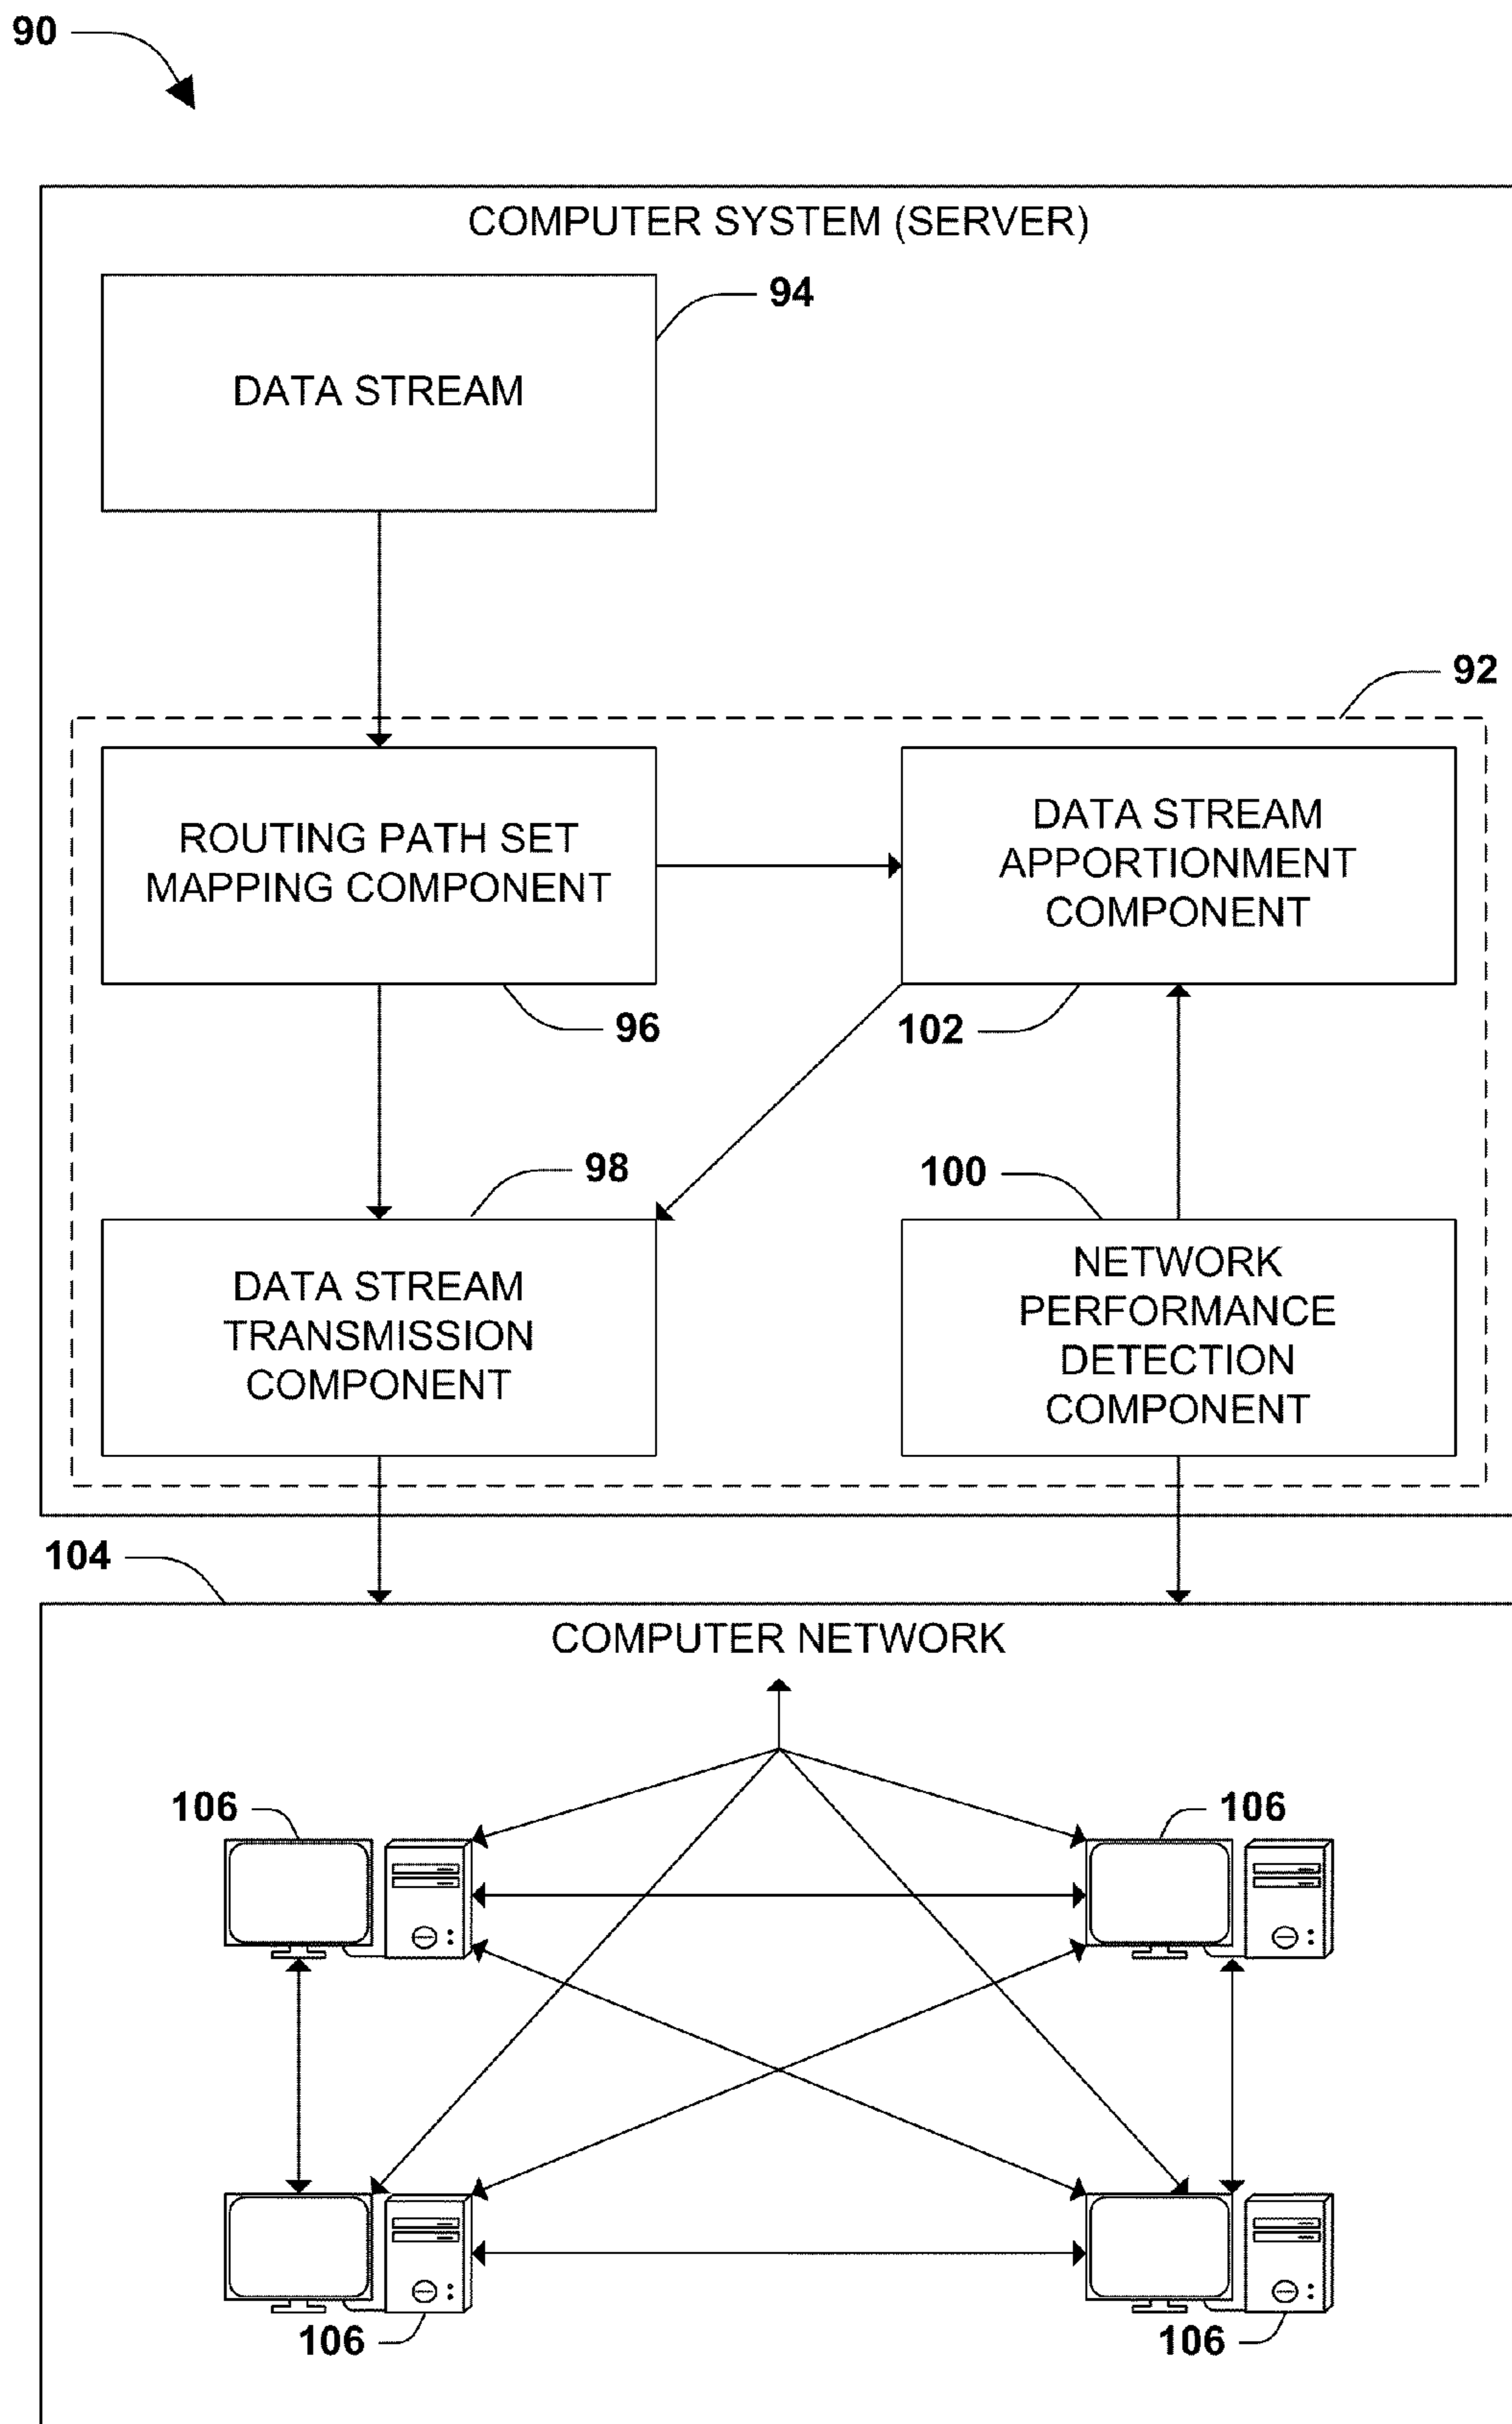 90
COMPUTER SYSTEM (SERVER)
94
DATA STREAM
92
ROUTING PATH SET
MAPPING COMPONENT
DATA STREAM
APPORTIONMENT
COMPONENT
96
102
98
100
DATA STREAM
TRANSMISSION
COMPONENT
NETWORK
PERFORMANCE
DETECTION
COMPONENT
104
COMPUTER NETWORK
106
106
106
106